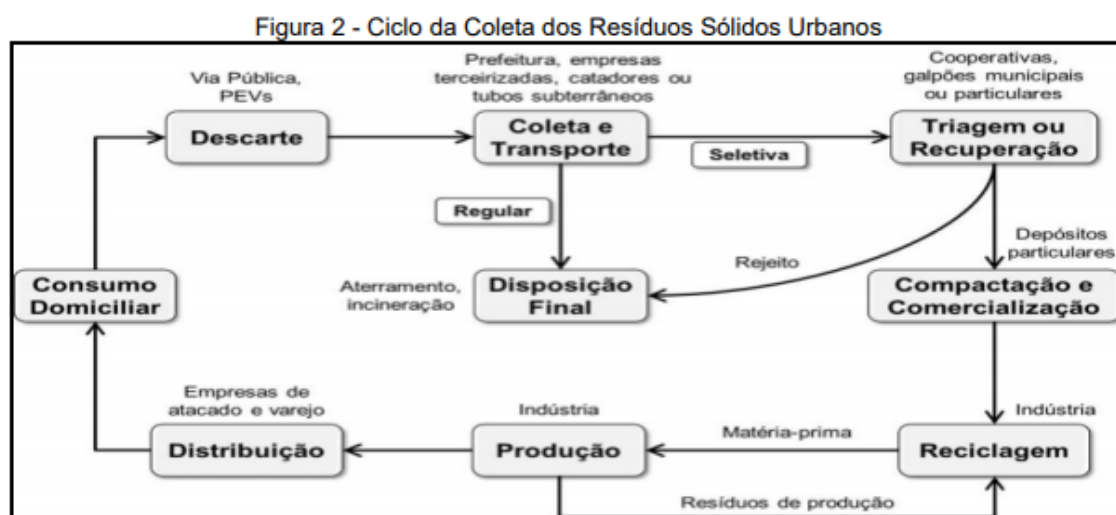 Figura 2 - Ciclo da Coleta dos Resíduos Sólidos Urbanos
Via Pública,
PEVs
Descarte
Prefeitura, empresas
terceirizadas, catadores ou
tubos subterrâneos
Coleta e
Transporte
Seletiva
Cooperativas,
galpões municipais
ou particulares
Triagem ou
Recuperação
Regular
Rejeito
Depósitos
particulares
Consumo
Domiciliar
Aterramento,
incineração
Disposição
Final
Compactação e
Comercialização
Empresas de
atacado e varejo
Distribuição
Indústria
Produção
Matéria-prima
Indústria
Reciclagem
Resíduos de produção